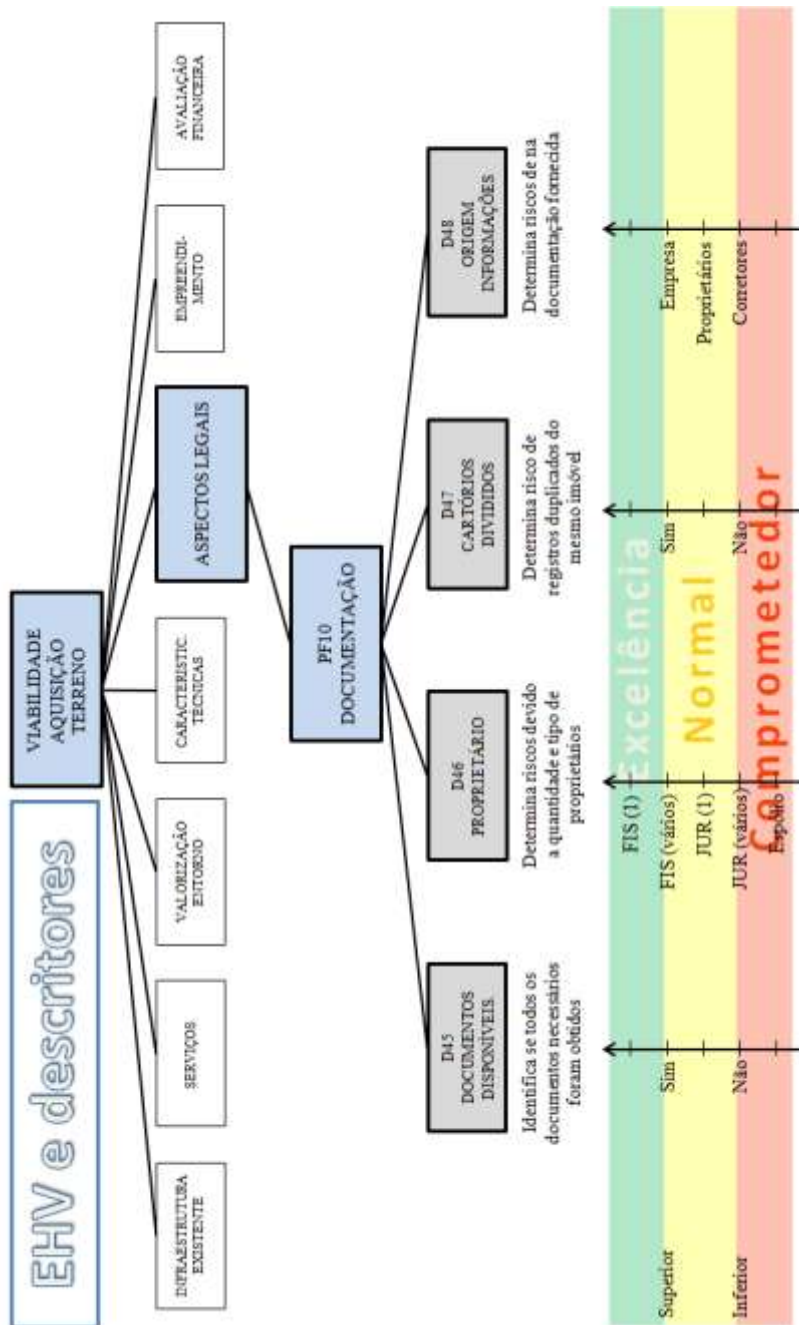 EHV e descritores
VIABILIDADE
AQUISIÇÃO
TERRENO
INFRAESTRUTURA
EXISTENTE
SERVIÇOS
VALORIZAÇÃO
ENTORNO
CARACTERISTIC.
TECNICAS
ASPECTOS LEGAIS
EMPREENDI-
MENTO
AVALIAÇÃO
FINANCEIRA
PF10
DOCUMENTAÇÃO
D45
DOCUMENTOS
DISPONÍVEIS
Identifica se todos os
documentos necessários
foram obtidos
D46
PROPRIETÁRIO
Determina riscos devido
a quantidade e tipo de
proprietários
D47
CARTÓRIOS
DIVIDIDOS
Determina risco de
registros duplicados do
mesmo imóvel
D48
ORIGEM
INFORMAÇÕES
Determina riscos de na
documentação fornecida
Excelência
Normal
Comprometedor
Superior
Inferior
Sim
Não
FIS (1)
FIS (vários)
JUR (1)
JUR (vários)
Espólio
Sim
Não
Empresa
Proprietários
Corretores